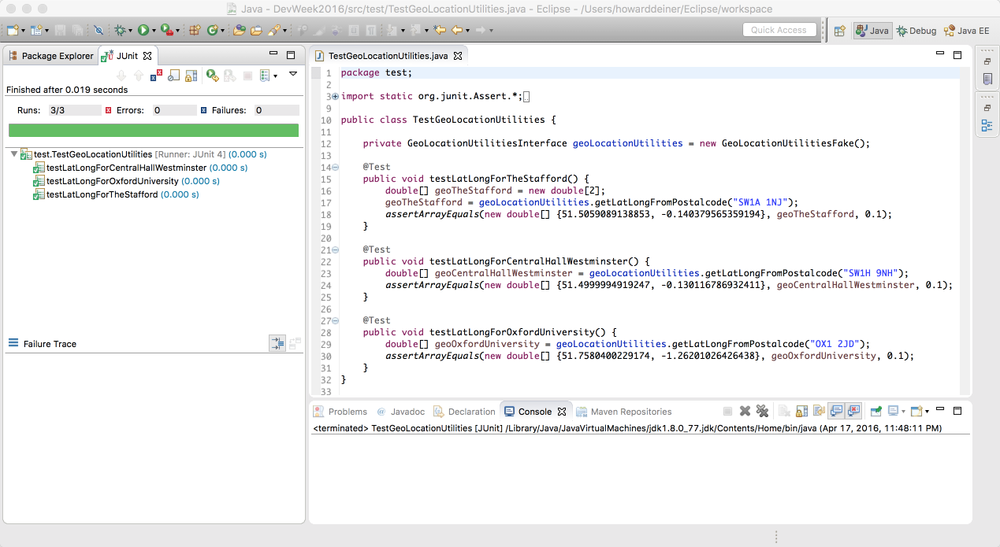 Java - DevWeek2016/src/test/TestGeoLocationUtilities.java - Eclipse - /Users/howarddeiner/Eclipse/workspace
Quick Access
Java
Debug
Java EE
Package Explorer
JUnit
Finished after 0.019 seconds
Runs: 3/3
Errors: 0
Failures: 0
test.TestGeoLocationUtilities [Runner: JUnit 4] (0.000 s)
testLatLongForCentralHallWestminster (0.000 s)
testLatLongForOxfordUniversity (0.000 s)
testLatLongForTheStafford (0.000 s)
Failure Trace
TestGeoLocationUtilities.java
1 package test;
2
3 import static org.junit.Assert.*;
9
10 public class TestGeoLocationUtilities {
11
12 private GeoLocationUtilitiesInterface geoLocationUtilities = new GeoLocationUtilitiesFake();
13
14 @Test
15 public void testLatLongForTheStafford() {
16 double[] geoTheStafford = new double[2];
17 geoTheStafford = geoLocationUtilities.getLatLongFromPostalcode("SW1A 1NJ");
18 assertArrayEquals(new double[] {51.5059089138853, -0.140379565359194}, geoTheStafford, 0.1);
19 }
20
21 @Test
22 public void testLatLongForCentralHallWestminster() {
23 double[] geoCentralHallWestminster = geoLocationUtilities.getLatLongFromPostalcode("SW1H 9NH");
24 assertArrayEquals(new double[] {51.4999994919247, -0.130116786932411}, geoCentralHallWestminster, 0.1);
25 }
26
27 @Test
28 public void testLatLongForOxfordUniversity() {
29 double[] geoOxfordUniversity = geoLocationUtilities.getLatLongFromPostalcode("OX1 2JD");
30 assertArrayEquals(new double[] {51.7580400229174, -1.26201026426438}, geoOxfordUniversity, 0.1);
31 }
32 }
33
Problems
Javadoc
Declaration
Console
Maven Repositories
<terminated> TestGeoLocationUtilities [JUnit] /Library/Java/JavaVirtualMachines/jdk1.8.0_77.jdk/Contents/Home/bin/java (Apr 17, 2016, 11:48:11 PM)